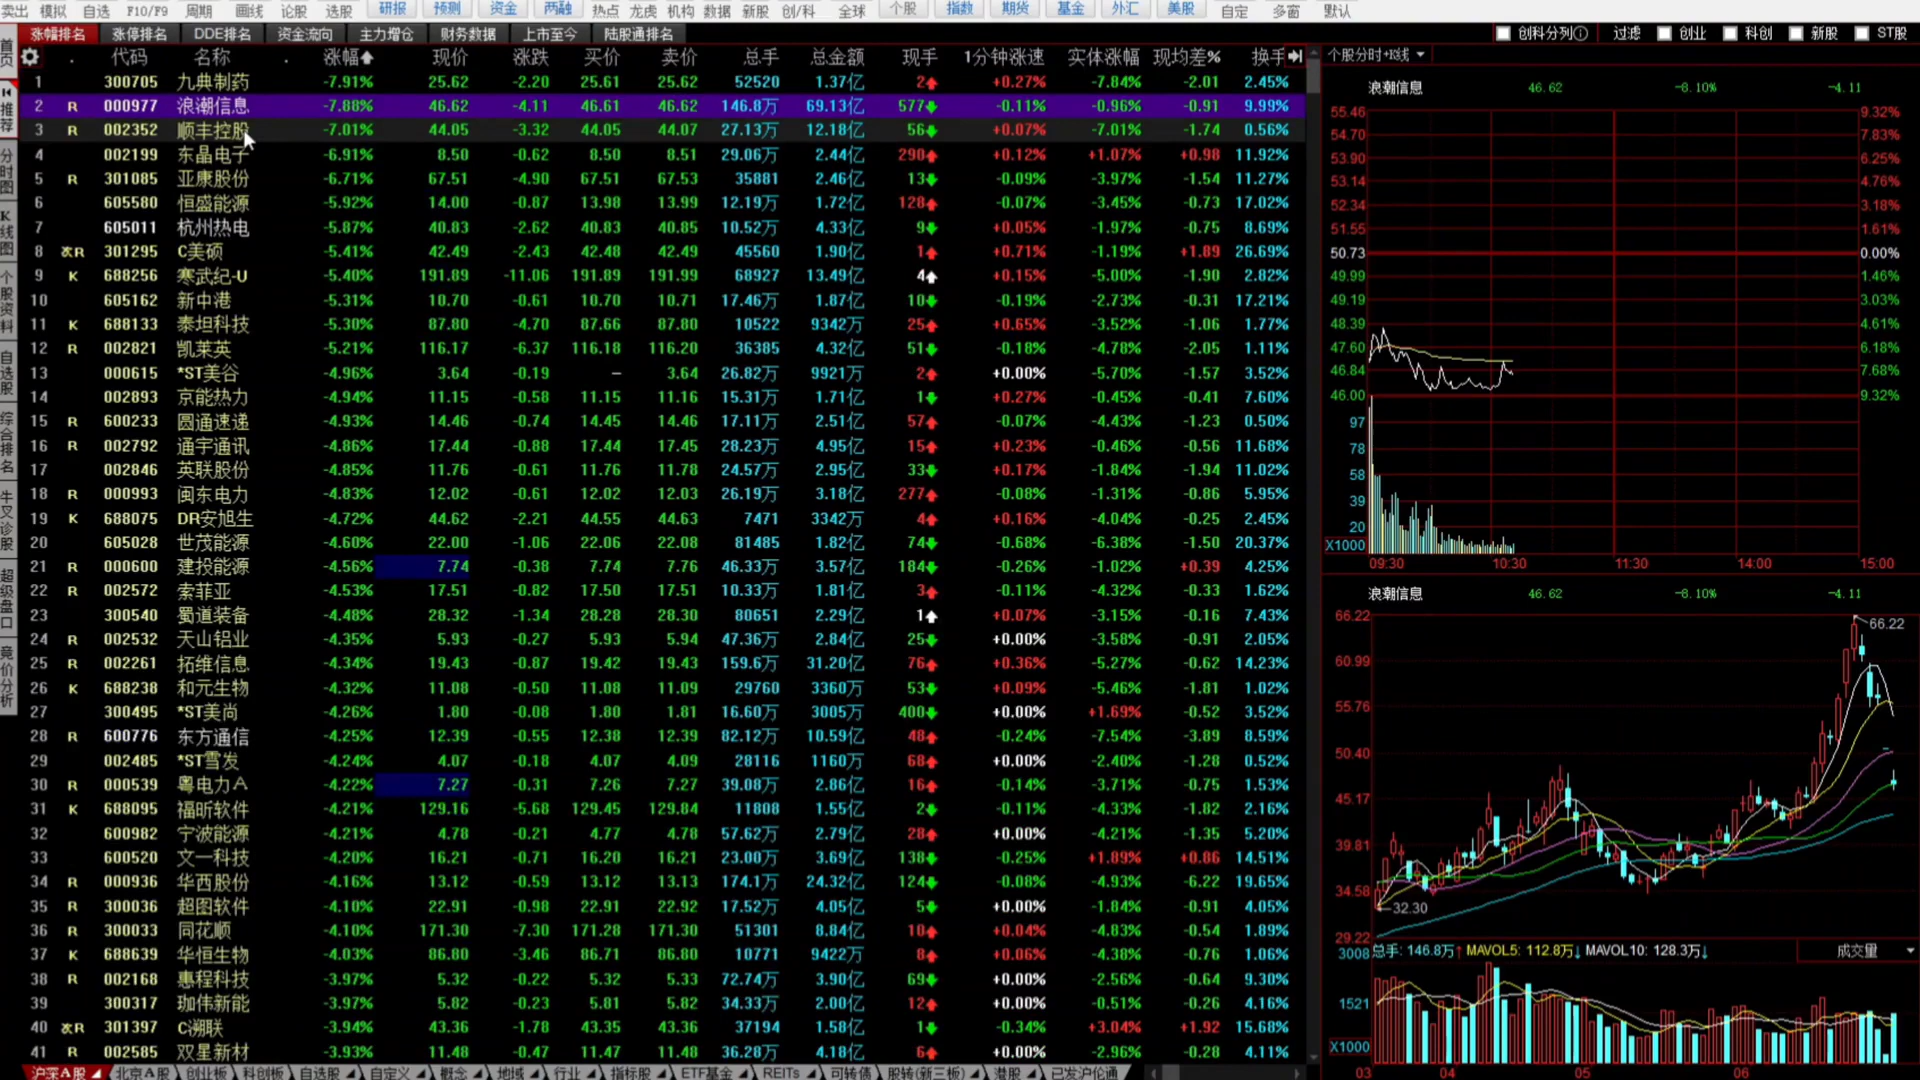 卖出 模拟 自选 F10/F9 周期 画线 论股 选股 研报 预测 资金 两融 热点 龙虎 机构 数据 新股 创/科 全球 个股 指数 期货 基金 外汇 美股 自定 多窗 默认
涨幅排名 涨停排名 DDE排名 资金流向 主力增仓 财务数据 上市至今 陆股通排名 创科分列 过滤 创业 科创 新股 ST股
代码 名称 涨幅 现价 涨跌 买价 卖价 总手 总金额 现手 1分钟涨速 实体涨幅 现均差% 换手
1 300705 九典制药 -7.91% 25.62 -2.20 25.61 25.62 52520 1.37亿 2 +0.27% -7.84% -2.01 2.45%
2 R 000977 浪潮信息 -7.88% 46.62 -4.11 46.61 46.62 146.8万 69.13亿 577 -0.11% -0.96% -0.91 9.99%
3 R 002352 顺丰控股 -7.01% 44.05 -3.32 44.05 44.07 27.13万 12.18亿 56 +0.07% -7.01% -1.74 0.56%
4 002199 东晶电子 -6.91% 8.50 -0.62 8.50 8.51 29.06万 2.44亿 290 +0.12% +1.07% +0.98 11.92%
5 R 301085 亚康股份 -6.71% 67.51 -4.90 67.51 67.53 35881 2.46亿 13 -0.09% -3.97% -1.54 11.27%
6 605580 恒盛能源 -5.92% 14.00 -0.87 13.98 13.99 12.19万 1.72亿 128 -0.07% -3.45% -0.73 17.02%
7 605011 杭州热电 -5.87% 40.83 -2.62 40.83 40.85 10.52万 4.33亿 9 +0.05% -1.97% -0.75 8.69%
8 R 301295 C美硕 -5.41% 42.49 -2.43 42.48 42.49 45560 1.90亿 1 +0.71% -1.19% +1.89 26.69%
9 K 688256 寒武纪-U -5.40% 191.89 -11.06 191.89 191.99 68927 13.49亿 4 +0.15% -5.00% -1.90 2.82%
10 605162 新中港 -5.31% 10.70 -0.61 10.70 10.71 17.46万 1.87亿 10 -0.19% -2.73% -0.31 17.21%
11 K 688133 泰坦科技 -5.30% 87.80 -4.70 87.66 87.80 10522 9342万 25 +0.65% -3.52% -1.06 1.77%
12 R 002821 凯莱英 -5.21% 116.17 -6.37 116.18 116.20 36385 4.32亿 51 -0.18% -4.78% -2.05 1.11%
13 000615 *ST美谷 -4.96% 3.64 -0.19 — 3.64 26.82万 9921万 2 +0.00% -5.70% -1.57 3.52%
14 002893 京能热力 -4.94% 11.15 -0.58 11.15 11.16 15.31万 1.71亿 1 +0.27% -0.45% -0.41 7.60%
15 R 600233 圆通速递 -4.93% 14.46 -0.74 14.45 14.46 17.11万 2.51亿 57 -0.07% -4.43% -1.23 0.50%
16 R 002792 通宇通讯 -4.86% 17.44 -0.88 17.44 17.45 28.23万 4.95亿 15 +0.23% -0.46% -0.56 11.68%
17 002846 英联股份 -4.85% 11.76 -0.61 11.76 11.78 24.57万 2.95亿 33 +0.17% -1.84% -1.94 11.02%
18 R 000993 闽东电力 -4.83% 12.02 -0.61 12.02 12.03 26.19万 3.18亿 277 -0.08% -1.31% -0.86 5.95%
19 K 688075 DR安旭生 -4.72% 44.62 -2.21 44.55 44.63 7471 3342万 4 +0.16% -4.04% -0.25 2.45%
20 605028 世茂能源 -4.60% 22.00 -1.06 22.06 22.08 81485 1.82亿 74 -0.68% -6.38% -1.50 20.37%
21 R 000600 建投能源 -4.56% 7.74 -0.38 7.74 7.76 46.33万 3.57亿 184 -0.26% -1.02% +0.39 4.25%
22 R 002572 索菲亚 -4.53% 17.51 -0.82 17.50 17.51 10.33万 1.81亿 3 -0.11% -4.32% -0.33 1.62%
23 300540 蜀道装备 -4.48% 28.32 -1.34 28.28 28.30 80651 2.29亿 1 +0.07% -3.15% -0.16 7.43%
24 R 002532 天山铝业 -4.35% 5.93 -0.27 5.93 5.94 47.36万 2.84亿 25 +0.00% -3.58% -0.91 2.05%
25 R 002261 拓维信息 -4.34% 19.43 -0.87 19.42 19.43 159.6万 31.20亿 76 +0.36% -5.27% -0.62 14.23%
26 K 688238 和元生物 -4.32% 11.08 -0.50 11.08 11.09 29760 3360万 53 +0.09% -5.46% -1.81 1.02%
27 300495 *ST美尚 -4.26% 1.80 -0.08 1.80 1.81 16.60万 3005万 400 +0.00% +1.69% -0.52 3.52%
28 R 600776 东方通信 -4.25% 12.39 -0.55 12.38 12.39 82.12万 10.59亿 48 -0.24% -7.54% -3.89 8.59%
29 002485 *ST雪发 -4.24% 4.07 -0.18 4.07 4.09 28116 1160万 68 +0.00% -2.40% -1.28 0.52%
30 R 000539 粤电力A -4.22% 7.27 -0.31 7.26 7.27 39.08万 2.86亿 16 -0.14% -3.71% -0.75 1.53%
31 K 688095 福昕软件 -4.21% 129.16 -5.68 129.45 129.84 11808 1.55亿 2 -0.11% -4.33% -1.82 2.16%
32 600982 宁波能源 -4.21% 4.78 -0.21 4.77 4.78 57.62万 2.79亿 28 +0.00% -4.21% -1.35 5.20%
33 600520 文一科技 -4.20% 16.21 -0.71 16.20 16.21 23.00万 3.69亿 138 -0.25% +1.89% +0.86 14.51%
34 R 000936 华西股份 -4.16% 13.12 -0.59 13.12 13.13 174.1万 24.32亿 124 -0.08% -4.93% -6.22 19.65%
35 R 300036 超图软件 -4.10% 22.91 -0.98 22.91 22.92 17.52万 4.05亿 5 +0.00% -1.84% -0.91 4.05%
36 R 300033 同花顺 -4.10% 171.30 -7.30 171.28 171.30 51301 8.84亿 10 +0.04% -4.83% -0.54 1.89%
37 K 688639 华恒生物 -4.03% 86.80 -3.46 86.71 86.80 10771 9422万 8 +0.06% -4.38% -0.76 1.06%
38 R 002168 惠程科技 -3.97% 5.32 -0.22 5.32 5.33 72.74万 3.90亿 69 +0.00% -2.56% -0.64 9.30%
39 300317 珈伟新能 -3.97% 5.82 -0.23 5.81 5.82 34.33万 2.00亿 12 +0.00% -0.51% -0.26 4.16%
40 R 301397 C溯联 -3.94% 43.36 -1.78 43.35 43.36 37194 1.58亿 1 -0.34% +3.04% +1.92 15.68%
41 R 002585 双星新材 -3.93% 11.48 -0.47 11.47 11.48 36.28万 4.18亿 6 +0.00% -2.96% -0.28 4.11%
沪深A股 北京A股 创业板 科创板 自选股 自定义 概念 地域 行业 指标股 ETF基金 REITs 可转债 股转(新三板) 港股 已发沪伦通
首页
推荐
分时图
K线图
个股资料
自选股
综合排名
牛叉诊股
超级盘口
竞价分析
个股分时+K线
浪潮信息 46.62 -8.10% -4.11
55.46 9.32%
54.70 7.83%
53.90 6.25%
53.14 4.76%
52.34 3.18%
51.55 1.61%
50.73 0.00%
49.99 1.46%
49.19 3.03%
48.39 4.61%
47.60 6.18%
46.84 7.68%
46.00 9.32%
97
78
58
39
20
X1000
09:30 10:30 11:30 14:00 15:00
浪潮信息 46.62 -8.10% -4.11
66.22 66.22
60.99
55.76
50.40
45.17
39.81
34.58 32.30
29.22
总手: 146.8万 MAVOL5: 112.8万 MAVOL10: 128.3万 成交量
3008
1521
X1000
03 04 05 06